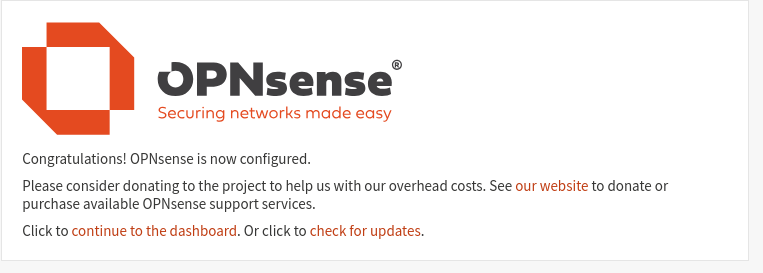 OPNsense®
Securing networks made easy
Congratulations! OPNsense is now configured.
Please consider donating to the project to help us with our overhead costs. See our website to donate or
purchase available OPNsense support services.
Click to continue to the dashboard. Or click to check for updates.